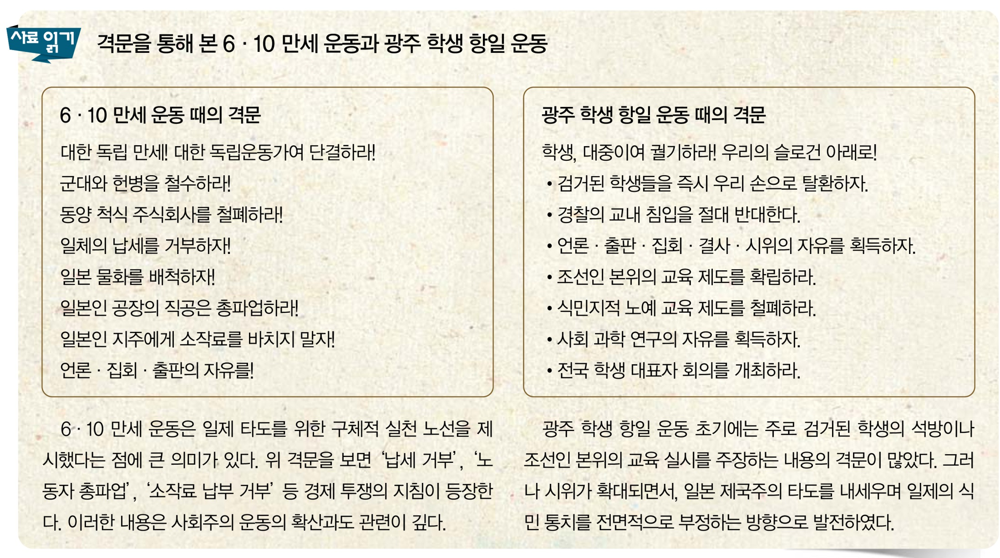 사료 읽기
격문을 통해 본 6 · 10 만세 운동과 광주 학생 항일 운동
6 · 10 만세 운동 때의 격문
대한 독립 만세! 대한 독립운동가여 단결하라!
군대와 헌병을 철수하라!
동양 척식 주식회사를 철폐하라!
일체의 납세를 거부하자!
일본 물화를 배척하자!
일본인 공장의 직공은 총파업하라!
일본인 지주에게 소작료를 바치지 말자!
언론 · 집회 · 출판의 자유를!
6 · 10 만세 운동은 일제 타도를 위한 구체적 실천 노선을 제
시했다는 점에 큰 의미가 있다. 위 격문을 보면 ‘납세 거부’, ‘노
동자 총파업’, ‘소작료 납부 거부’ 등 경제 투쟁의 지침이 등장한
다. 이러한 내용은 사회주의 운동의 확산과도 관련이 깊다.
광주 학생 항일 운동 때의 격문
학생, 대중이여 궐기하라! 우리의 슬로건 아래로!
• 검거된 학생들을 즉시 우리 손으로 탈환하자.
• 경찰의 교내 침입을 절대 반대한다.
• 언론 · 출판 · 집회 · 결사 · 시위의 자유를 획득하자.
• 조선인 본위의 교육 제도를 확립하라.
• 식민지적 노예 교육 제도를 철폐하라.
• 사회 과학 연구의 자유를 획득하자.
• 전국 학생 대표자 회의를 개최하라.
광주 학생 항일 운동 초기에는 주로 검거된 학생의 석방이나
조선인 본위의 교육 실시를 주장하는 내용의 격문이 많았다. 그러
나 시위가 확대되면서, 일본 제국주의 타도를 내세우며 일제의 식
민 통치를 전면적으로 부정하는 방향으로 발전하였다.